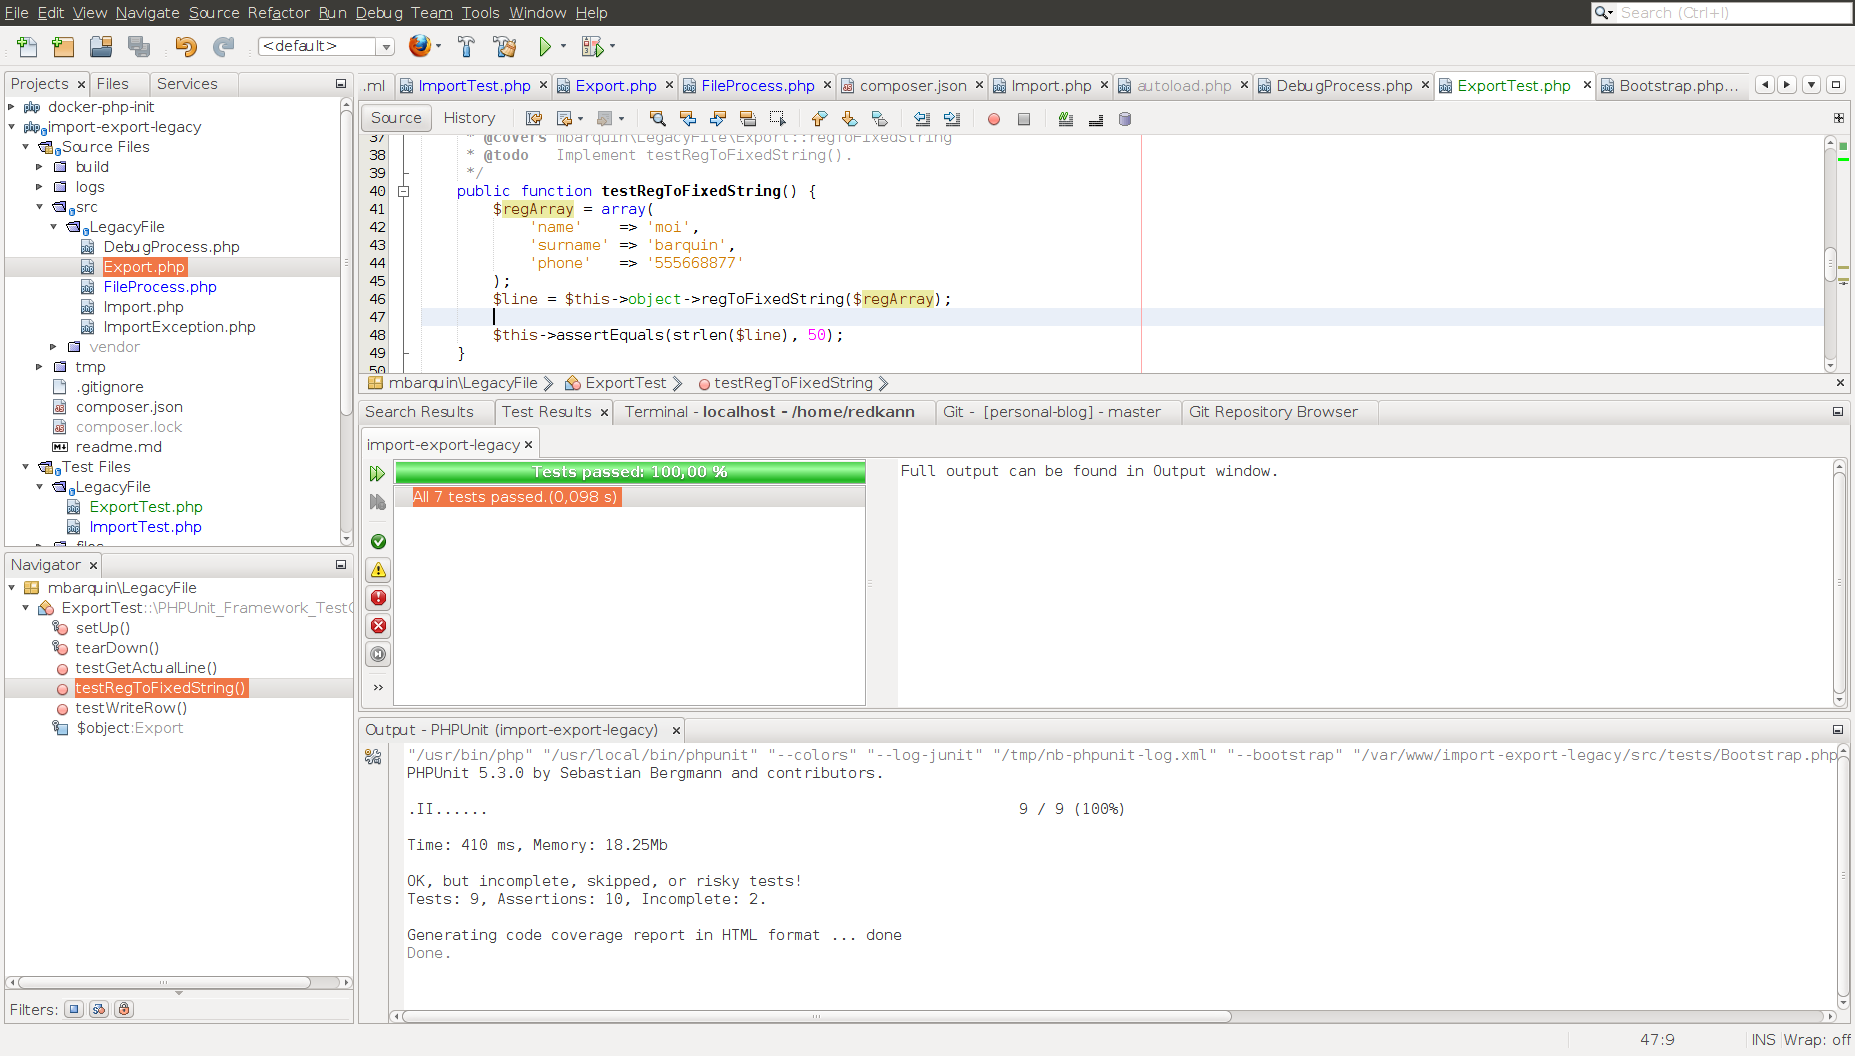 File Edit View Navigate Source Refactor Run Debug Team Tools Window Help
Search (Ctrl+I)
<default>
Projects Files Services
docker-php-init
import-export-legacy
Source Files
build
logs
src
LegacyFile
DebugProcess.php
Export.php
FileProcess.php
Import.php
ImportException.php
vendor
tmp
.gitignore
composer.json
composer.lock
readme.md
Test Files
LegacyFile
ExportTest.php
ImportTest.php
files
Navigator
mbarquin\LegacyFile
ExportTest::\PHPUnit_Framework_Test
setUp()
tearDown()
testGetActualLine()
testRegToFixedString()
testWriteRow()
$object:Export
Filters:
.ml ImportTest.php Export.php FileProcess.php composer.json Import.php autoload.php DebugProcess.php ExportTest.php Bootstrap.php...
Source History
37 * @covers mbarquin\LegacyFile\Export::regToFixedString
38 * @todo   Implement testRegToFixedString().
39 */
40 public function testRegToFixedString() {
41 $regArray = array(
42 'name'    => 'moi',
43 'surname' => 'barquin',
44 'phone'   => '555668877'
45 );
46 $line = $this->object->regToFixedString($regArray);
47
48 $this->assertEquals(strlen($line), 50);
49 }
50
mbarquin\LegacyFile ExportTest testRegToFixedString
Search Results Test Results Terminal - localhost - /home/redkann Git - [personal-blog] - master Git Repository Browser
import-export-legacy
Tests passed: 100,00 %
All 7 tests passed.(0,098 s)
Full output can be found in Output window.
Output - PHPUnit (import-export-legacy)
"/usr/bin/php" "/usr/local/bin/phpunit" "--colors" "--log-junit" "/tmp/nb-phpunit-log.xml" "--bootstrap" "/var/www/import-export-legacy/src/tests/Bootstrap.php
PHPUnit 5.3.0 by Sebastian Bergmann and contributors.
.II...... 9 / 9 (100%)
Time: 410 ms, Memory: 18.25Mb
OK, but incomplete, skipped, or risky tests!
Tests: 9, Assertions: 10, Incomplete: 2.
Generating code coverage report in HTML format ... done
Done.
47:9 INS Wrap: off